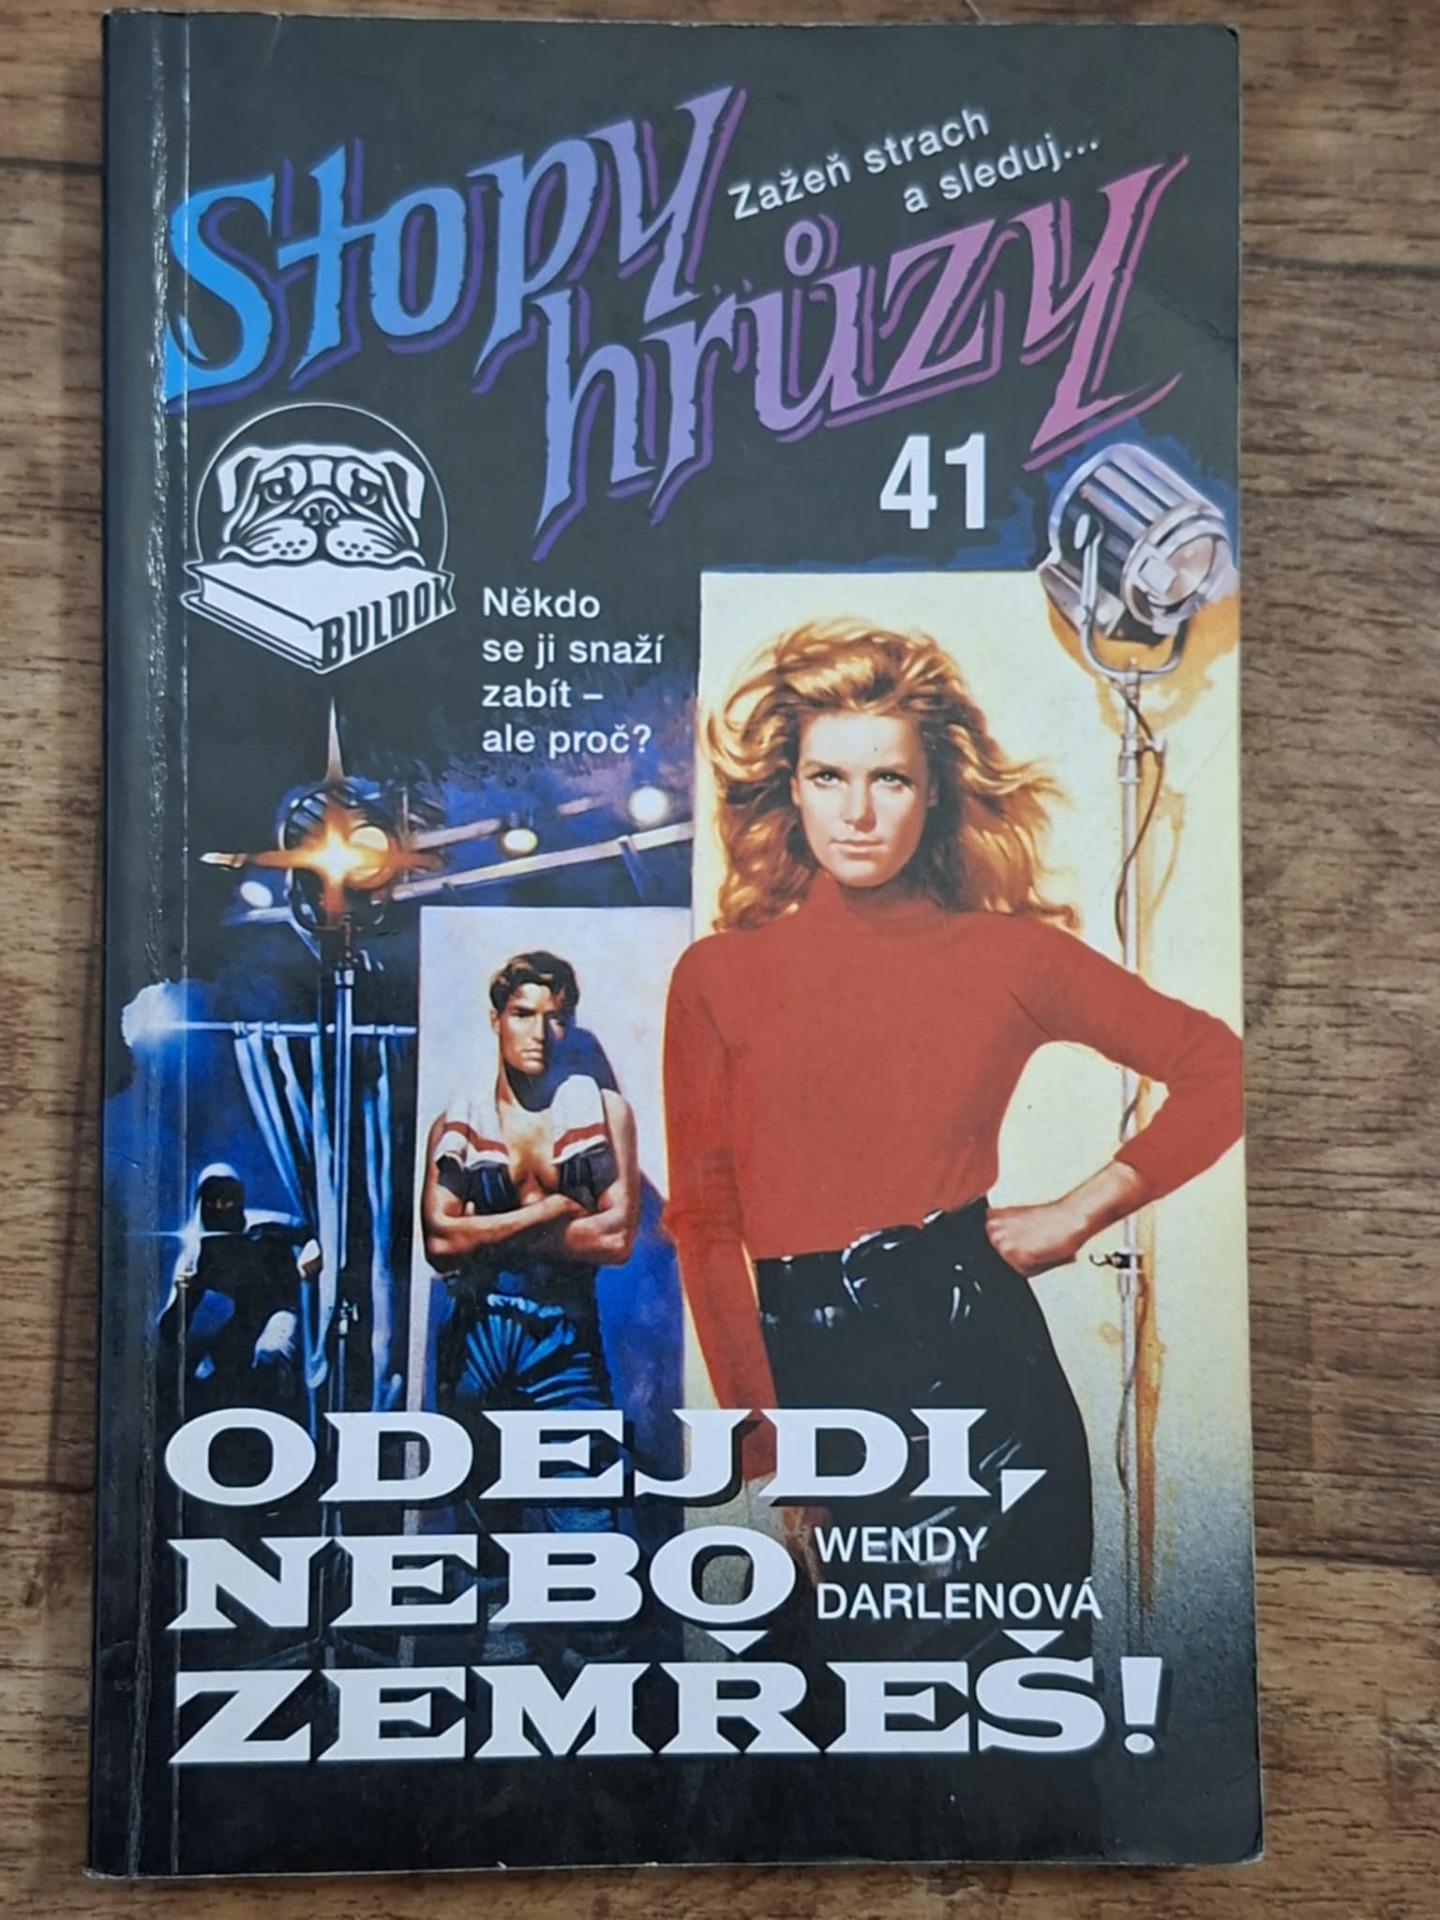 Stopy
Zažeň strach
a sleduj...
hrůzy
41
BULDOK
Někdo
se ji snaží
zabít –
ale proč?
ODEJDI,
NEBO
WENDY
DARLENOVÁ
ZEMŘEŠ!